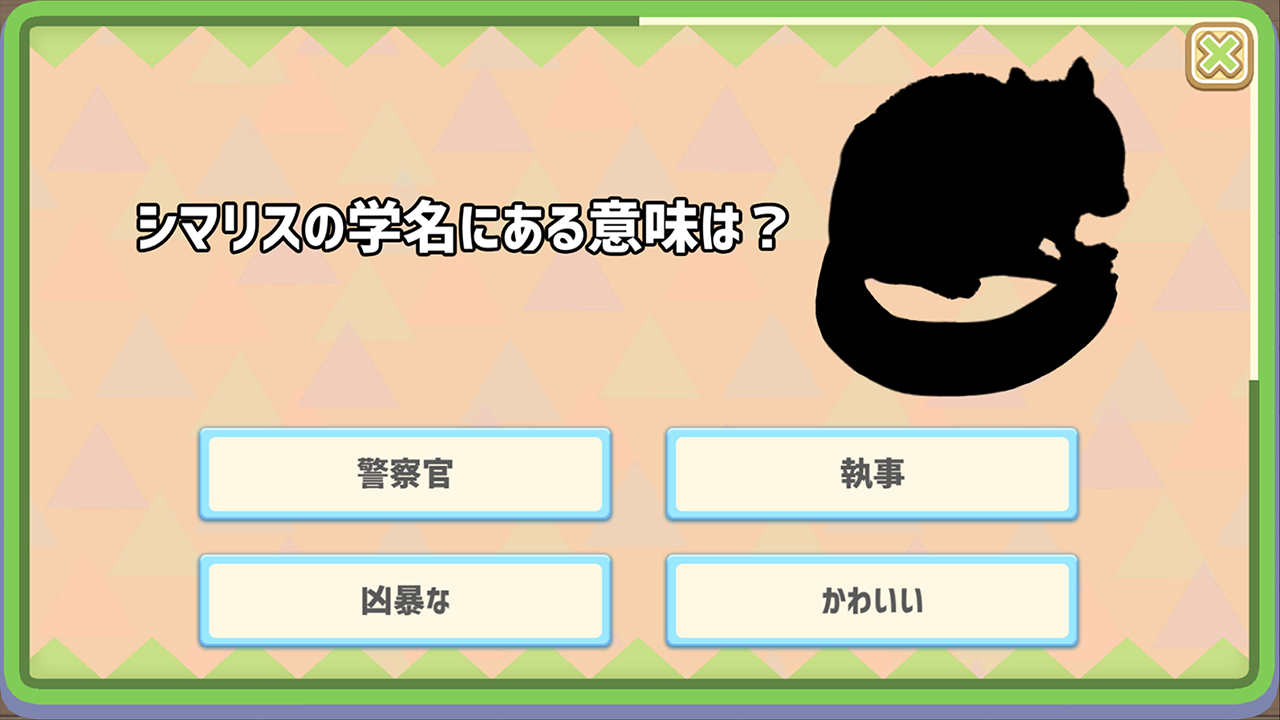 シマリスの学名にある意味は？
警察官
執事
凶暴な
かわいい